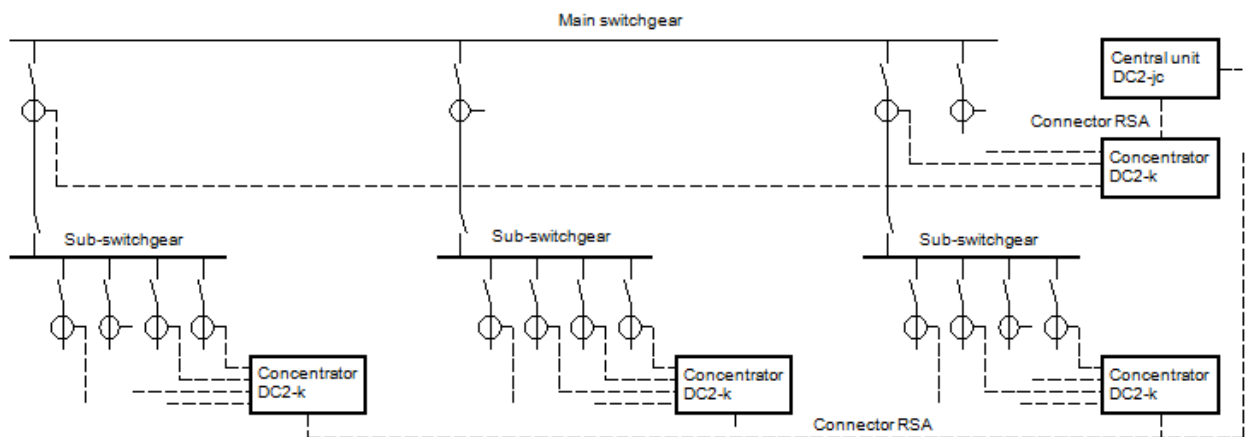 Main switchgear
Central unit
DC2-jc
Connector RSA
Concentrator
DC2-k
Sub-switchgear
Sub-switchgear
Sub-switchgear
Concentrator
DC2-k
Concentrator
DC2-k
Concentrator
DC2-k
Connector RSA